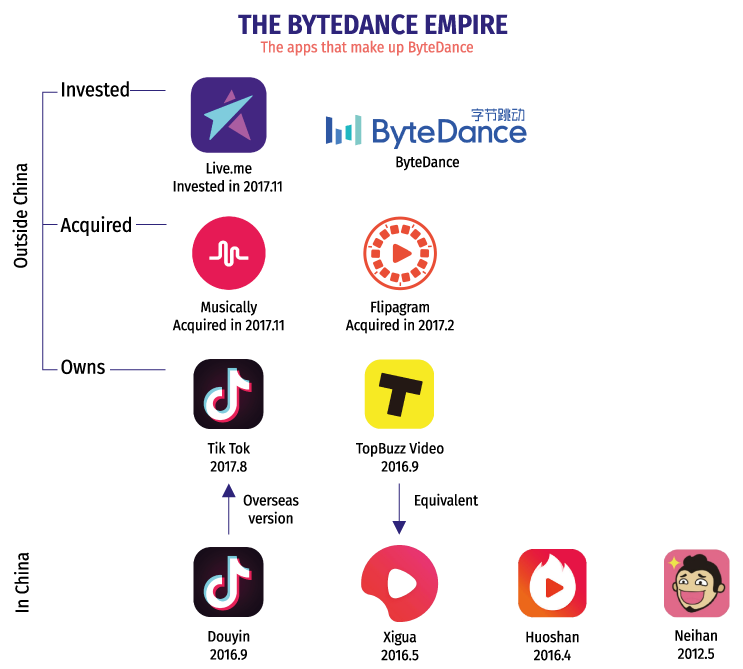 THE BYTEDANCE EMPIRE
The apps that make up ByteDance
Outside China
Invested
Live.me
Invested in 2017.11
字节跳动
ByteDance
ByteDance
Acquired
Musically
Acquired in 2017.11
Flipagram
Acquired in 2017.2
Owns
Tik Tok
2017.8
TopBuzz Video
2016.9
Overseas
version
Equivalent
In China
Douyin
2016.9
Xigua
2016.5
Huoshan
2016.4
Neihan
2012.5